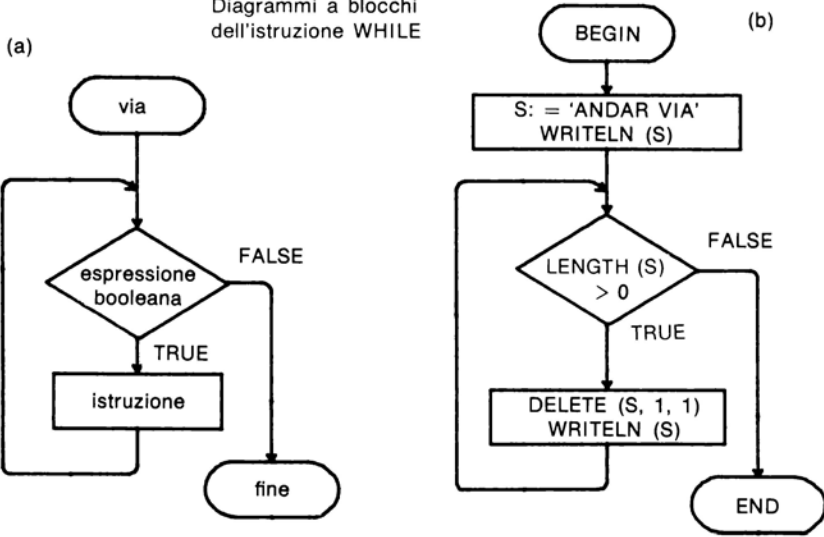 Diagrammi a blocchi
dell'istruzione WHILE
(a)
via
espressione
booleana
FALSE
TRUE
istruzione
fine
(b)
BEGIN
S: = 'ANDAR VIA'
WRITELN (S)
LENGTH (S)
> 0
FALSE
TRUE
DELETE (S, 1, 1)
WRITELN (S)
END